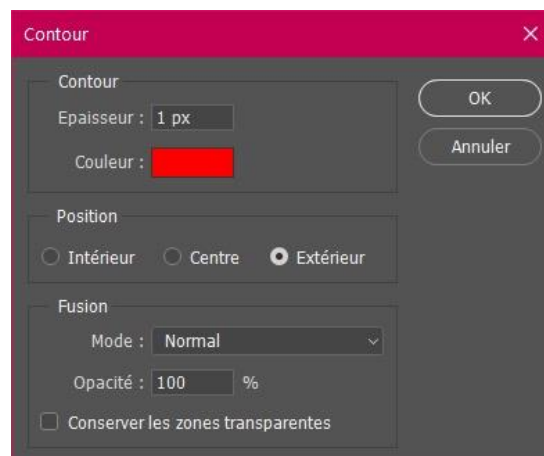 Contour
Contour
Epaisseur : 1 px
Couleur :
OK
Annuler
Position
Intérieur
Centre
Extérieur
Fusion
Mode : Normal
Opacité : 100 %
Conserver les zones transparentes